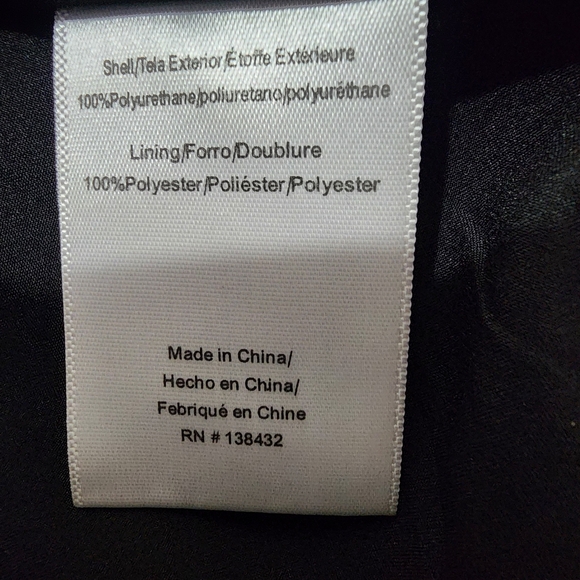 Shell/Tela Exterior/Étoffe Extérieure
100%Polyurethane/poliuretano/polyuréthane
Lining/Forro/Doublure
100%Polyester/Poliéster/Polyester
Made in China/
Hecho en China/
Febriqué en Chine
RN # 138432